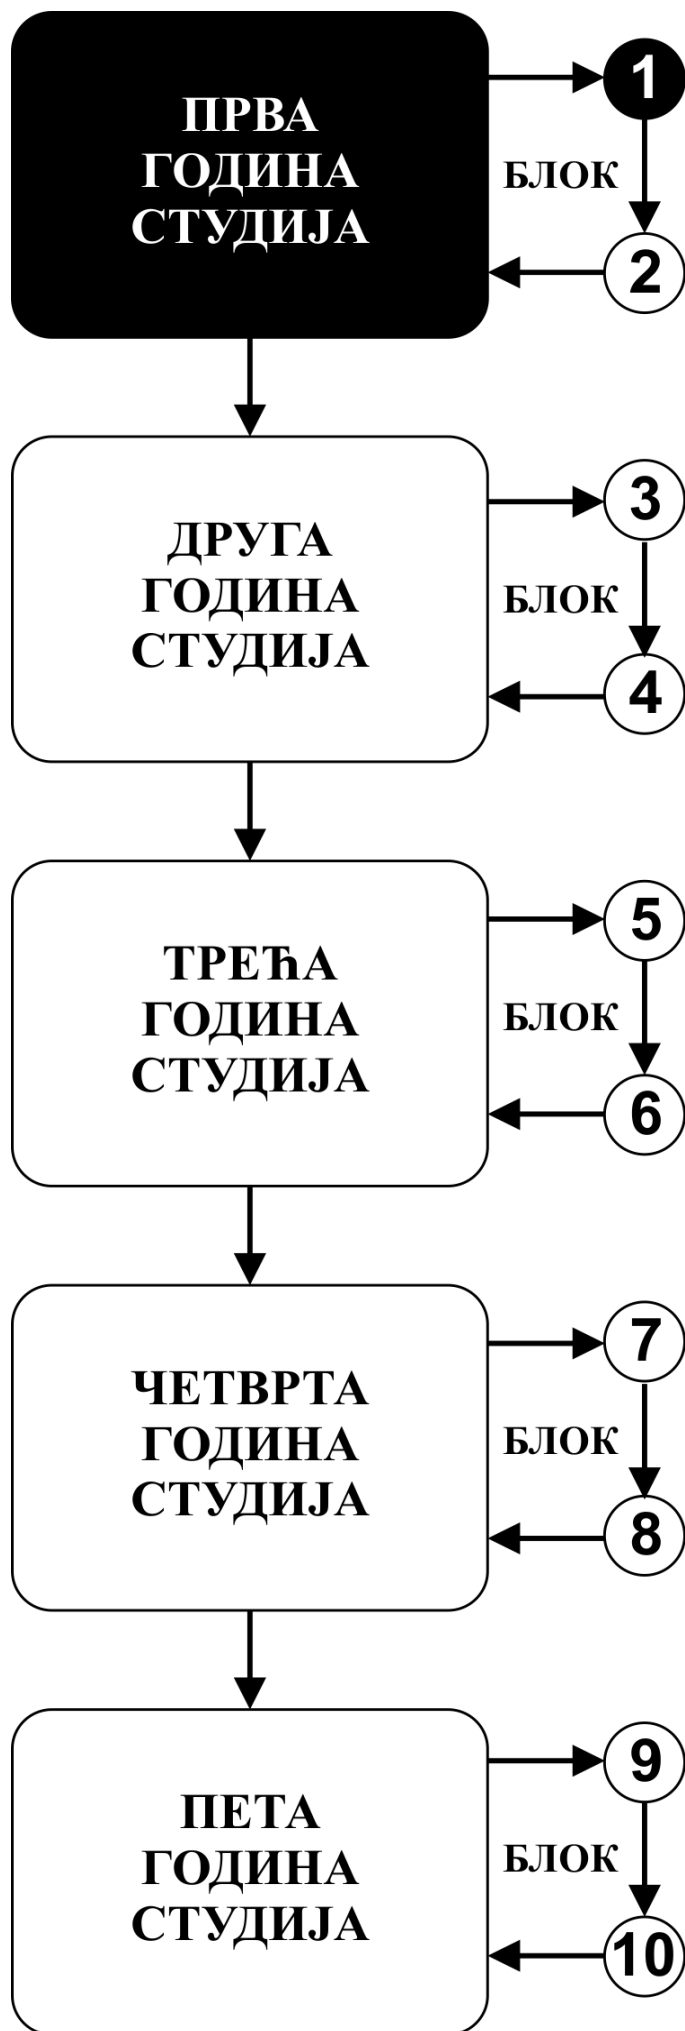 ПРВА
ГОДИНА
СТУДИЈА
1
БЛОК
2
ДРУГА
ГОДИНА
СТУДИЈА
3
БЛОК
4
ТРЕЋА
ГОДИНА
СТУДИЈА
5
БЛОК
6
ЧЕТВРТА
ГОДИНА
СТУДИЈА
7
БЛОК
8
ПЕТА
ГОДИНА
СТУДИЈА
9
БЛОК
10